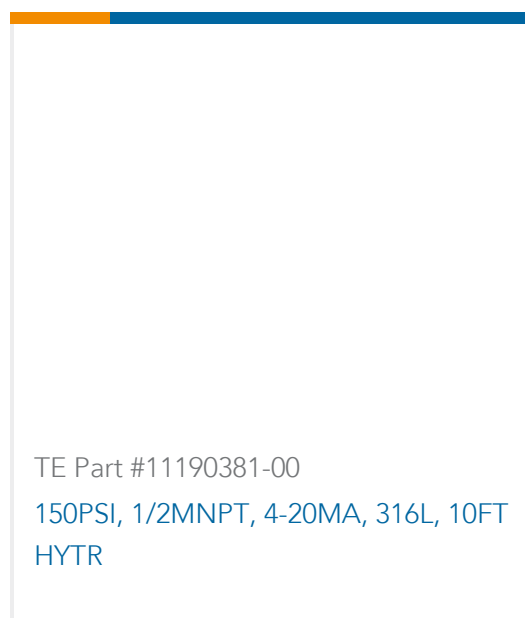 TE Part #11190381-00
150PSI, 1/2MNPT, 4-20MA, 316L, 10FT
HYTR